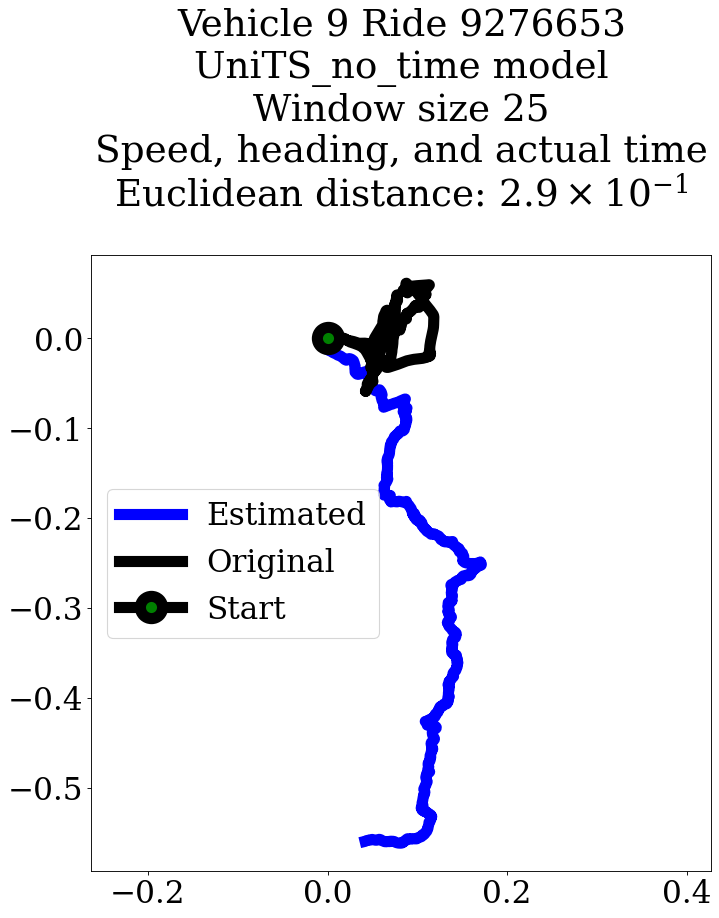 Vehicle 9 Ride 9276653
UniTS_no_time model
Window size 25
Speed, heading, and actual time
Euclidean distance: 2.9 × 10⁻¹
0.0
−0.1
−0.2
−0.3
−0.4
−0.5
Estimated
Original
Start
−0.2 0.0 0.2 0.4